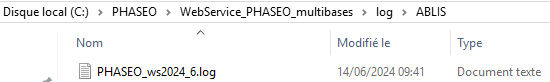 Disque local (C:) > PHASEO > WebService_PHASEO_multibases > log > ABLIS
Nom Modifié le Type
PHASEO_ws2024_6.log 14/06/2024 09:41 Document texte